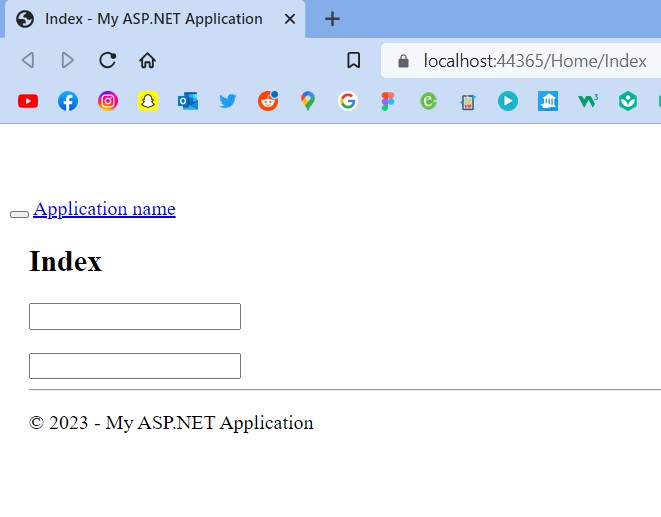 Index - My ASP.NET Application
localhost:44365/Home/Index
Application name
Index
© 2023 - My ASP.NET Application